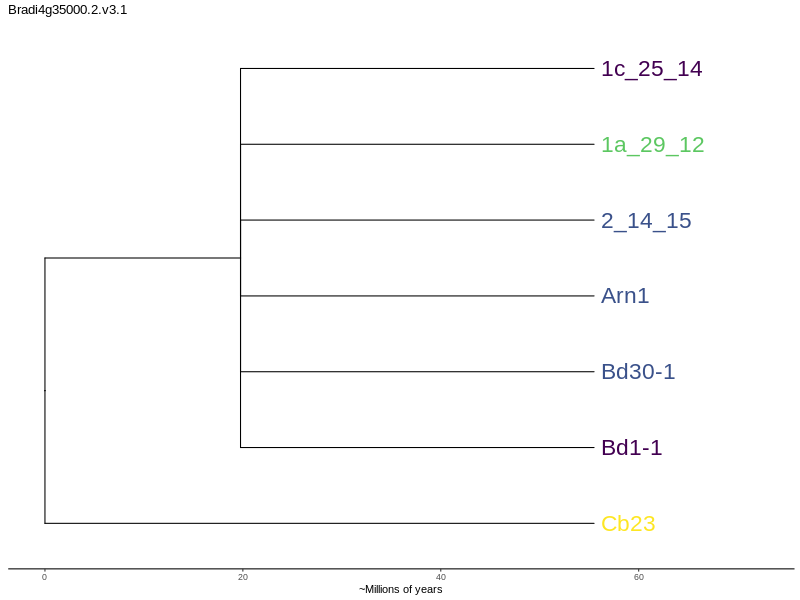 Bradi4g35000.2.v3.1
1c_25_14
1a_29_12
2_14_15
Arn1
Bd30-1
Bd1-1
Cb23
0 20 40 60
~Millions of years